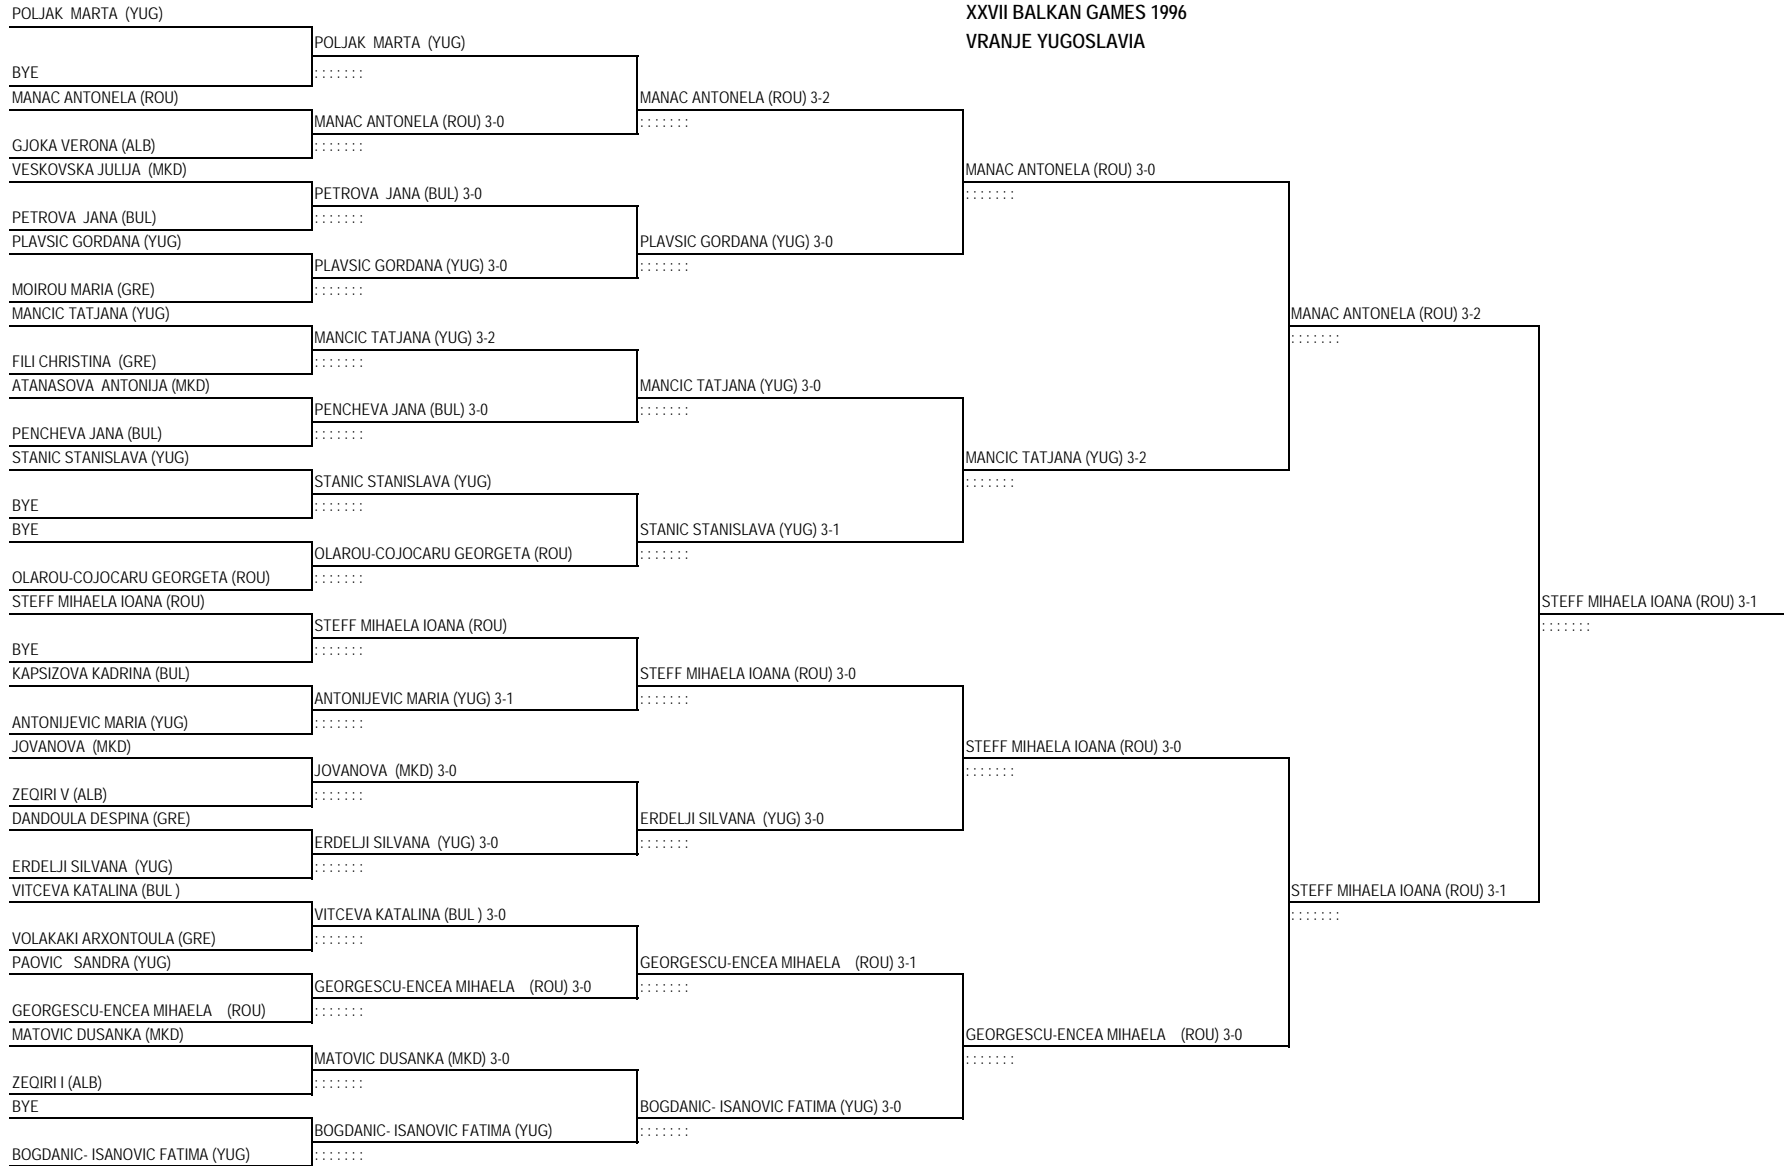 XXVII BALKAN GAMES 1996
VRANJE YUGOSLAVIA
POLJAK MARTA (YUG)
BYE
MANAC ANTONELA (ROU)
GJOKA VERONA (ALB)
VESKOVSKA JULIJA (MKD)
PETROVA JANA (BUL)
PLAVSIC GORDANA (YUG)
MOIROU MARIA (GRE)
MANCIC TATJANA (YUG)
FILI CHRISTINA (GRE)
ATANASOVA ANTONIJA (MKD)
PENCHEVA JANA (BUL)
STANIC STANISLAVA (YUG)
BYE
BYE
OLAROU-COJOCARU GEORGETA (ROU)
STEFF MIHAELA IOANA (ROU)
BYE
KAPSIZOVA KADRINA (BUL)
ANTONIJEVIC MARIA (YUG)
JOVANOVA (MKD)
ZEQIRI V (ALB)
DANDOULA DESPINA (GRE)
ERDELJI SILVANA (YUG)
VITCEVA KATALINA (BUL )
VOLAKAKI ARXONTOULA (GRE)
PAOVIC SANDRA (YUG)
GEORGESCU-ENCEA MIHAELA (ROU)
MATOVIC DUSANKA (MKD)
ZEQIRI I (ALB)
BYE
BOGDANIC- ISANOVIC FATIMA (YUG)
POLJAK MARTA (YUG)
: : : : : : :
MANAC ANTONELA (ROU) 3-0
: : : : : : :
PETROVA JANA (BUL) 3-0
: : : : : : :
PLAVSIC GORDANA (YUG) 3-0
: : : : : : :
MANCIC TATJANA (YUG) 3-2
: : : : : : :
PENCHEVA JANA (BUL) 3-0
: : : : : : :
STANIC STANISLAVA (YUG)
: : : : : : :
OLAROU-COJOCARU GEORGETA (ROU)
: : : : : : :
STEFF MIHAELA IOANA (ROU)
: : : : : : :
ANTONIJEVIC MARIA (YUG) 3-1
: : : : : : :
JOVANOVA (MKD) 3-0
: : : : : : :
ERDELJI SILVANA (YUG) 3-0
: : : : : : :
VITCEVA KATALINA (BUL ) 3-0
: : : : : : :
GEORGESCU-ENCEA MIHAELA (ROU) 3-0
: : : : : : :
MATOVIC DUSANKA (MKD) 3-0
: : : : : : :
BOGDANIC- ISANOVIC FATIMA (YUG)
: : : : : : :
MANAC ANTONELA (ROU) 3-2
: : : : : : :
PLAVSIC GORDANA (YUG) 3-0
: : : : : : :
MANCIC TATJANA (YUG) 3-0
: : : : : : :
STANIC STANISLAVA (YUG) 3-1
: : : : : : :
STEFF MIHAELA IOANA (ROU) 3-0
: : : : : : :
ERDELJI SILVANA (YUG) 3-0
: : : : : : :
GEORGESCU-ENCEA MIHAELA (ROU) 3-1
: : : : : : :
BOGDANIC- ISANOVIC FATIMA (YUG) 3-0
: : : : : : :
MANAC ANTONELA (ROU) 3-0
: : : : : : :
MANCIC TATJANA (YUG) 3-2
: : : : : : :
STEFF MIHAELA IOANA (ROU) 3-0
: : : : : : :
GEORGESCU-ENCEA MIHAELA (ROU) 3-0
: : : : : : :
MANAC ANTONELA (ROU) 3-2
: : : : : : :
STEFF MIHAELA IOANA (ROU) 3-1
: : : : : : :
STEFF MIHAELA IOANA (ROU) 3-1
: : : : : : :